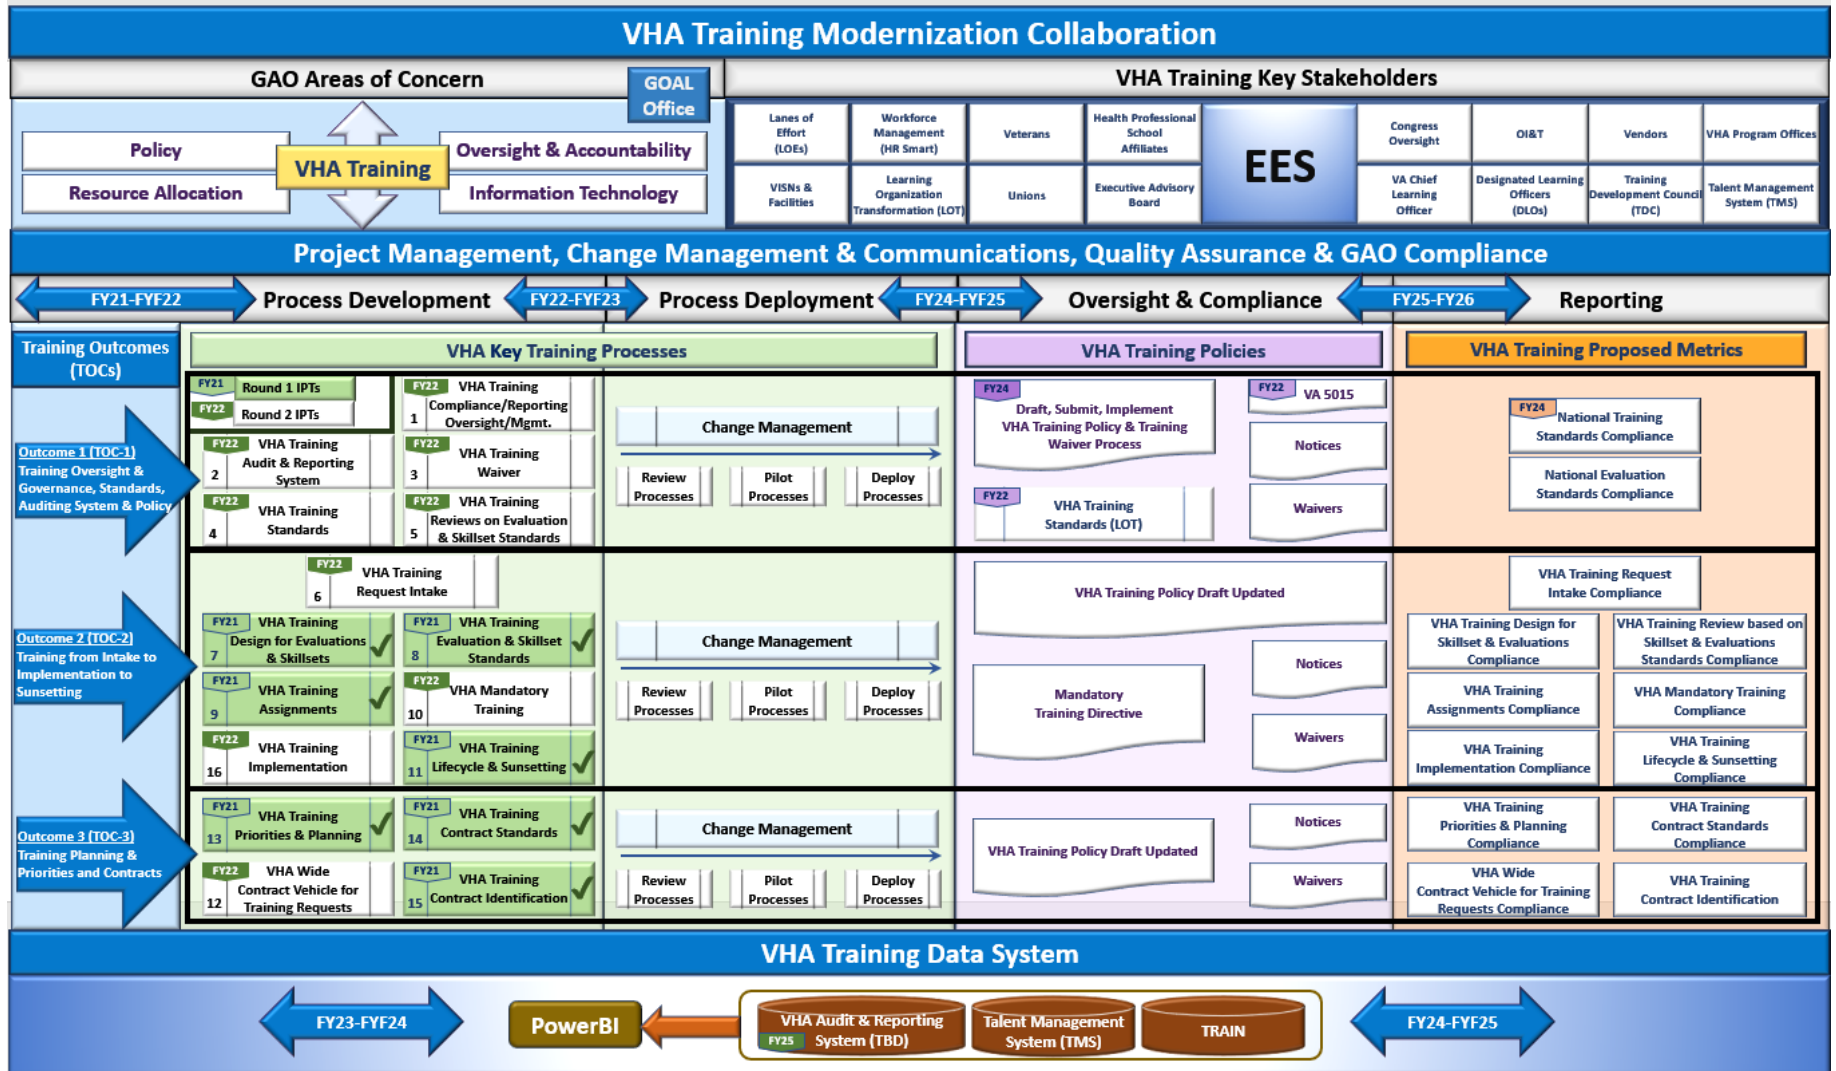 VHA Training Modernization Collaboration
GAO Areas of Concern
GOAL
Office
VHA Training Key Stakeholders
Policy
Resource Allocation
VHA Training
Oversight & Accountability
Information Technology
Lanes of
Effort
(LOEs)
Workforce
Management
(HR Smart)
Veterans
Health Professional
School
Affiliates
VISNs &
Facilities
Learning
Organization
Transformation (LOT)
Unions
Executive Advisory
Board
EES
Congress
Oversight
OI&T
Vendors
VHA Program Offices
VA Chief
Learning
Officer
Designated Learning
Officers
(DLOs)
Training
Development Council
(TDC)
Talent Management
System (TMS)
Project Management, Change Management & Communications, Quality Assurance & GAO Compliance
FY21-FYF22
Process Development
FY22-FYF23
Process Deployment
FY24-FYF25
Oversight & Compliance
FY25-FY26
Reporting
Training Outcomes
(TOCs)
VHA Key Training Processes
VHA Training Policies
VHA Training Proposed Metrics
Outcome 1 (TOC-1)
Training Oversight &
Governance, Standards,
Auditing System & Policy
FY21
Round 1 IPTs
FY22
Round 2 IPTs
FY22
VHA Training
Compliance/Reporting
Oversight/Mgmt.
1
FY22
VHA Training
Audit & Reporting
System
2
FY22
VHA Training
Waiver
3
FY22
VHA Training
Standards
4
FY22
VHA Training
Reviews on Evaluation
& Skillset Standards
5
Change Management
Review
Processes
Pilot
Processes
Deploy
Processes
FY24
Draft, Submit, Implement
VHA Training Policy & Training
Waiver Process
FY22
VHA Training
Standards (LOT)
FY22
VA 5015
Notices
Waivers
FY24
National Training
Standards Compliance
National Evaluation
Standards Compliance
Outcome 2 (TOC-2)
Training from Intake to
Implementation to
Sunsetting
FY22
VHA Training
Request Intake
6
FY21
VHA Training
Design for Evaluations
& Skillsets
7
FY21
VHA Training
Evaluation & Skillset
Standards
8
FY21
VHA Training
Assignments
9
FY22
VHA Mandatory
Training
10
FY22
VHA Training
Implementation
16
FY21
VHA Training
Lifecycle & Sunsetting
11
Change Management
Review
Processes
Pilot
Processes
Deploy
Processes
VHA Training Policy Draft Updated
Mandatory
Training Directive
Notices
Waivers
VHA Training Request
Intake Compliance
VHA Training Design for
Skillset & Evaluations
Compliance
VHA Training Review based on
Skillset & Evaluations
Standards Compliance
VHA Training
Assignments Compliance
VHA Mandatory Training
Compliance
VHA Training
Implementation Compliance
VHA Training
Lifecycle & Sunsetting
Compliance
Outcome 3 (TOC-3)
Training Planning &
Priorities and Contracts
FY21
VHA Training
Priorities & Planning
13
FY21
VHA Training
Contract Standards
14
FY22
VHA Wide
Contract Vehicle for
Training Requests
12
FY21
VHA Training
Contract Identification
15
Change Management
Review
Processes
Pilot
Processes
Deploy
Processes
VHA Training Policy Draft Updated
Notices
Waivers
VHA Training
Priorities & Planning
Compliance
VHA Training
Contract Standards
Compliance
VHA Wide
Contract Vehicle for Training
Requests Compliance
VHA Training
Contract Identification
VHA Training Data System
FY23-FYF24
PowerBI
VHA Audit & Reporting
System (TBD)
FY25
Talent Management
System (TMS)
TRAIN
FY24-FYF25